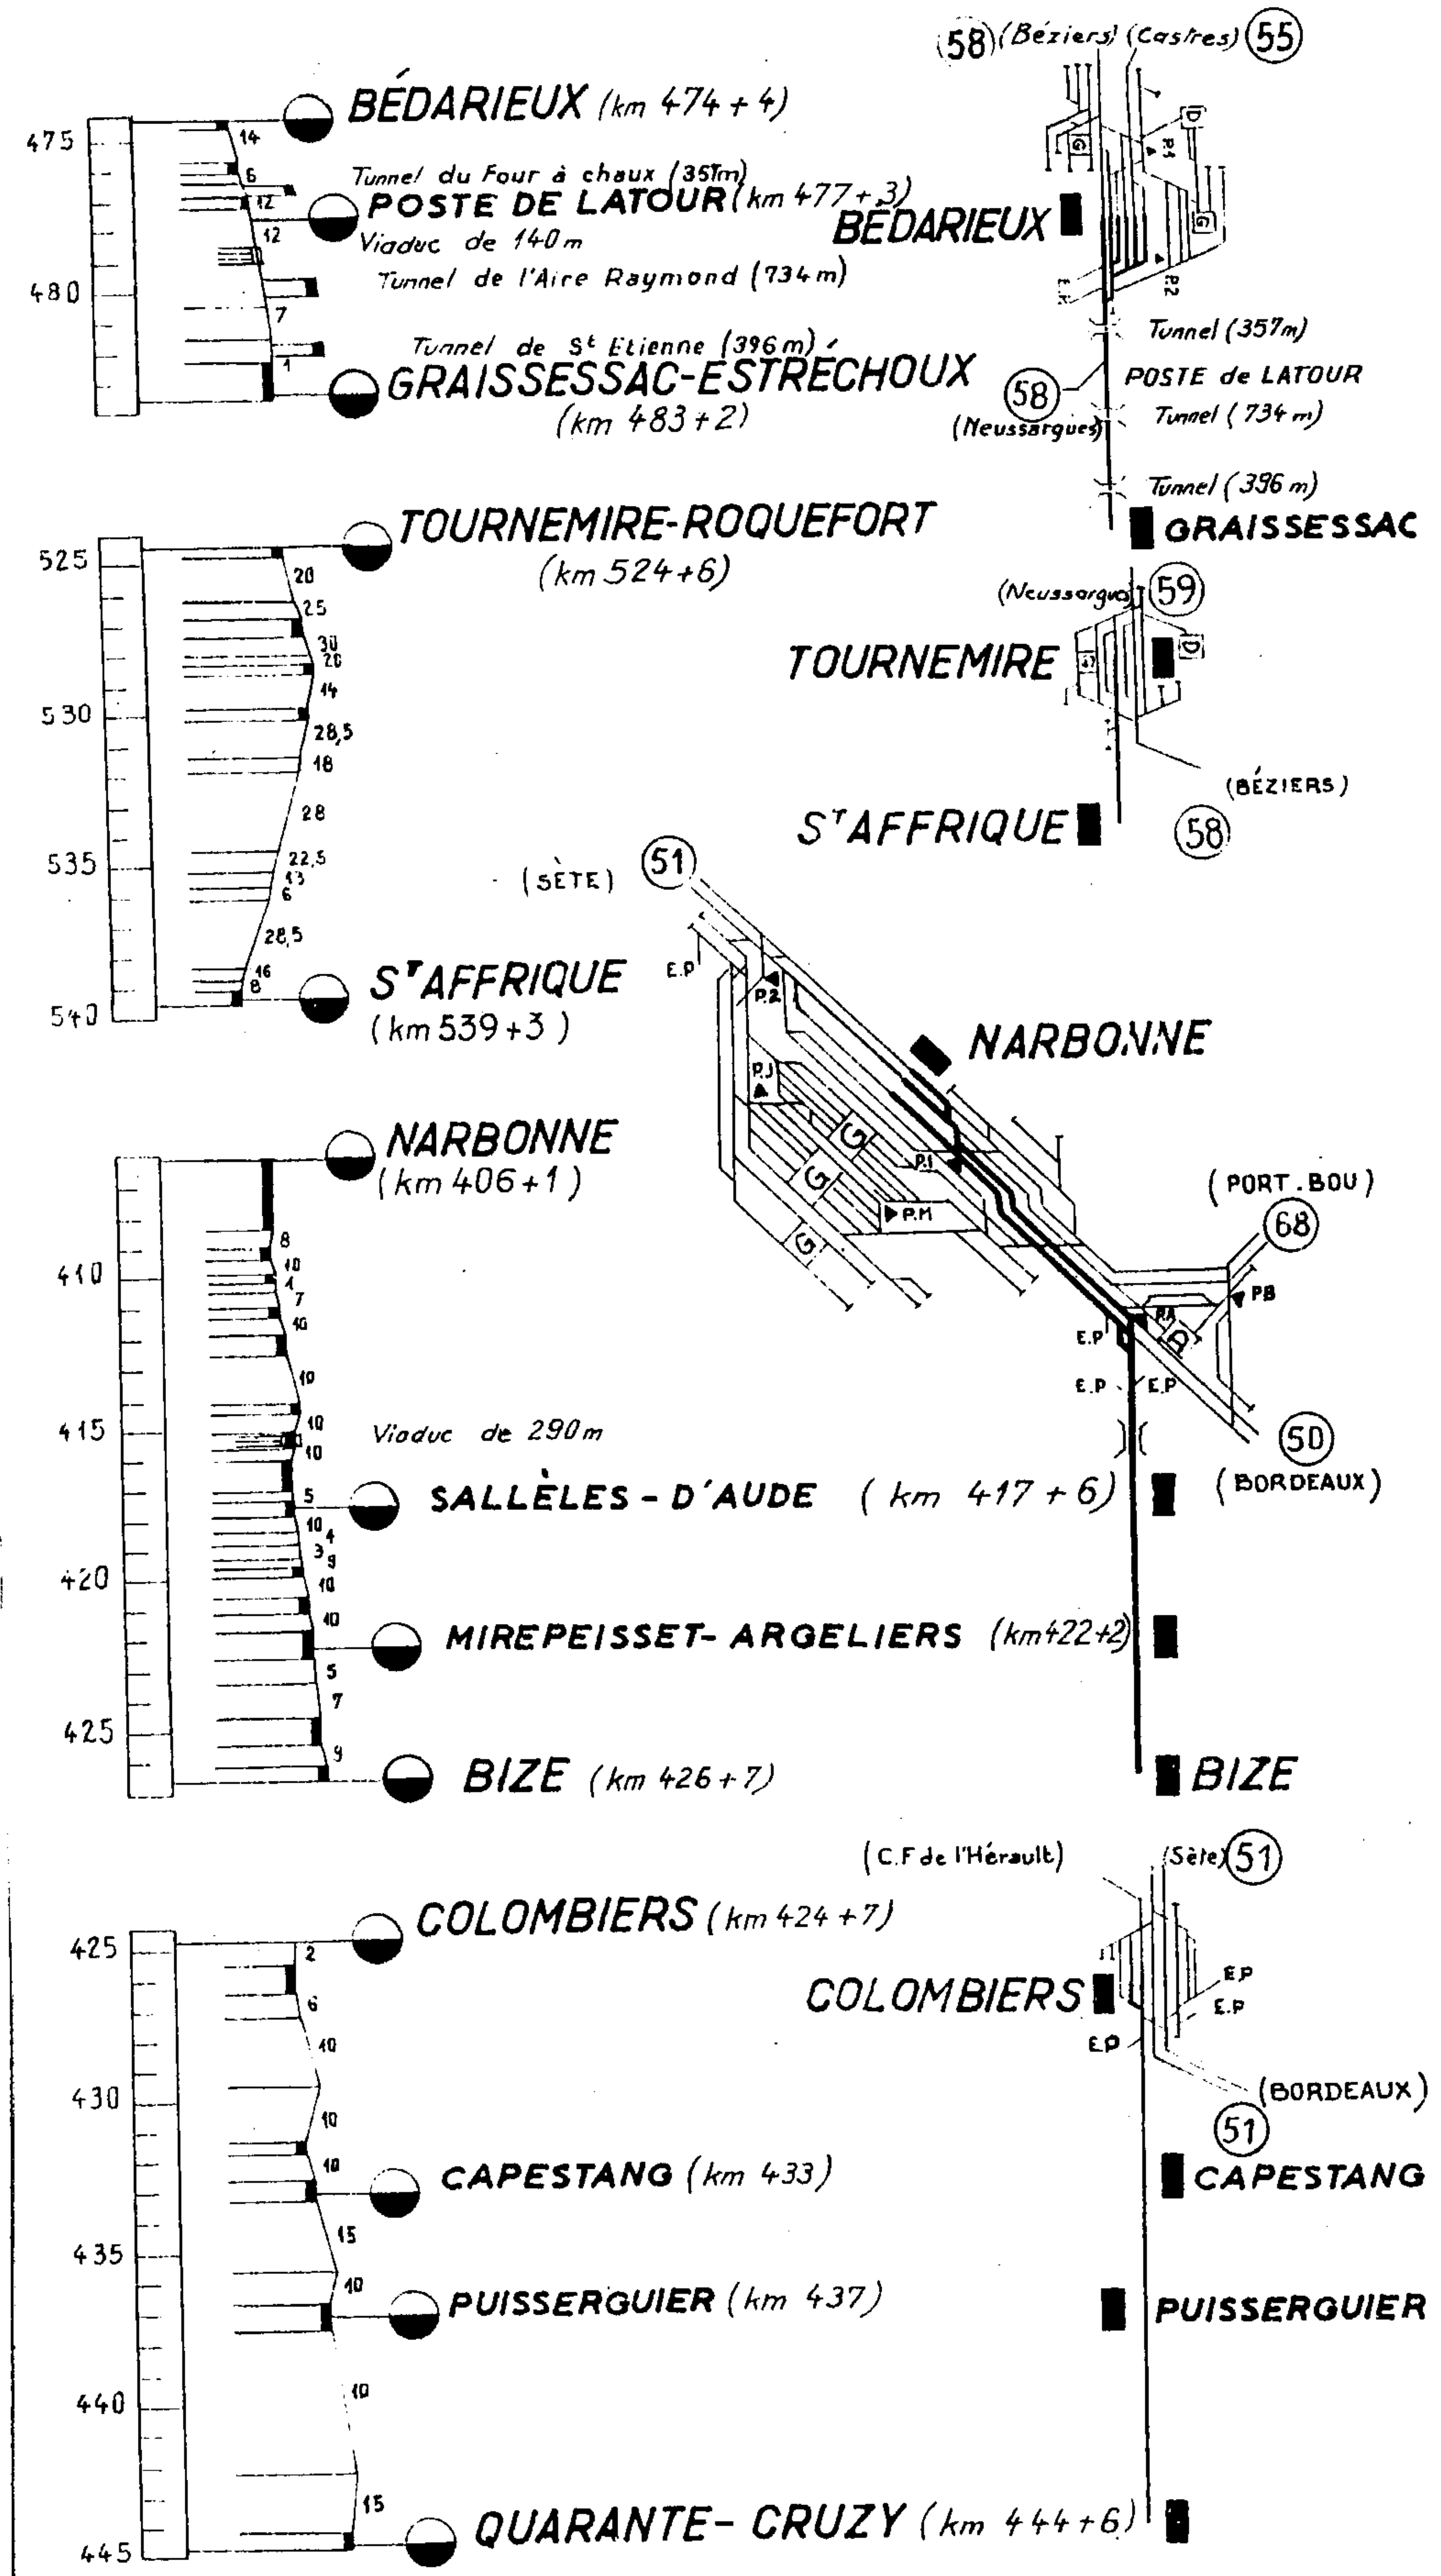 (58) (Béziers) (Castres) (55)
BÉDARIEUX (km 474+4)
475
14
6
Tunnel du Four à chaux (357m)
12
POSTE DE LATOUR (km 477+3)
12
Viaduc de 140m
480
Tunnel de l'Aire Raymond (734m)
7
Tunnel de St Etienne (396m)
1
GRAISSESSAC-ESTRÉCHOUX
(km 483+2)
D
P.1
G
G
BÉDARIEUX
P.2
Tunnel (357m)
58
POSTE de LATOUR
(Neussargues)
Tunnel (734m)
Tunnel (396m)
GRAISSESSAC
TOURNEMIRE-ROQUEFORT
(km 524+6)
525
20
25
30
20
14
530
28,5
18
28
535
22,5
13
6
28,5
16
8
540
ST AFFRIQUE
(km 539+3)
(Neussargues) 59
TOURNEMIRE
D
(BÉZIERS)
ST AFFRIQUE
58
(SÈTE)
51
E.P
P.2
NARBONNE
P.J
G
G
G
P.1
P.M
(PORT.BOU)
68
P.B
P.A
D
E.P
E.P E.P
50
(BORDEAUX)
NARBONNE
(km 406+1)
8
10
410
1
7
10
10
10
415
Viaduc de 290m
10
5
SALLÈLES-D'AUDE (km 417+6)
10
4
3
9
420
10
10
MIREPEISSET-ARGELIERS (km 422+2)
5
7
425
9
BIZE (km 426+7)
BIZE
(C.F de l'Hérault)
(Sète) 51
COLOMBIERS (km 424+7)
425
2
6
10
COLOMBIERS
E.P
E.P
E.P
430
(BORDEAUX)
51
10
10
CAPESTANG (km 433)
CAPESTANG
15
435
10
PUISSERGUIER (km 437)
PUISSERGUIER
10
440
15
QUARANTE-CRUZY (km 444+6)
445